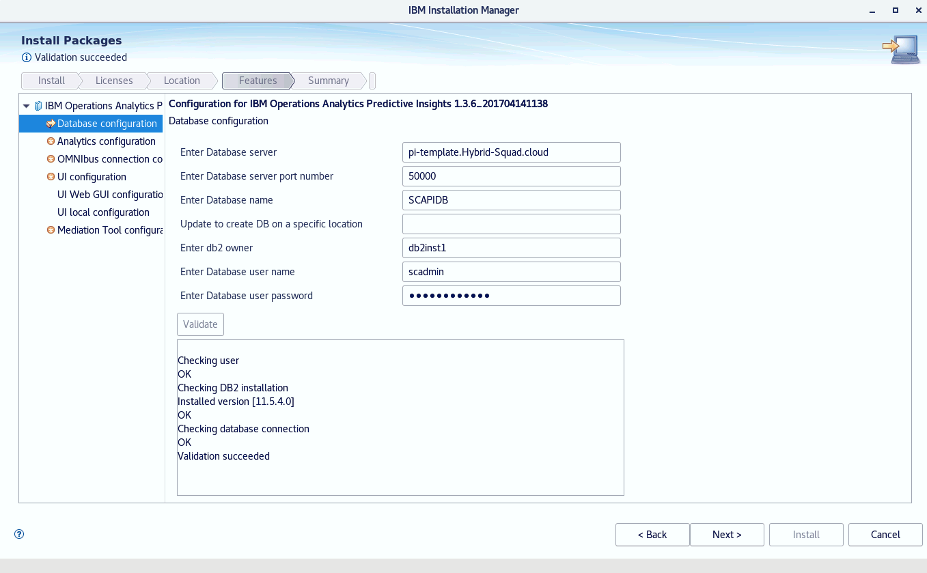 IBM Installation Manager
Install Packages
Validation succeeded
Install
Licenses
Location
Features
Summary
IBM Operations Analytics P
Database configuration
Analytics configuration
OMNIbus connection co
UI configuration
UI Web GUI configuratio
UI local configuration
Mediation Tool configura
Configuration for IBM Operations Analytics Predictive Insights 1.3.6_201704141138
Database configuration
Enter Database server pi-template.Hybrid-Squad.cloud
Enter Database server port number 50000
Enter Database name SCAPIDB
Update to create DB on a specific location
Enter db2 owner db2inst1
Enter Database user name scadmin
Enter Database user password ●●●●●●●●●●●●
Validate
Checking user
OK
Checking DB2 installation
Installed version [11.5.4.0]
OK
Checking database connection
OK
Validation succeeded
< Back
Next >
Install
Cancel